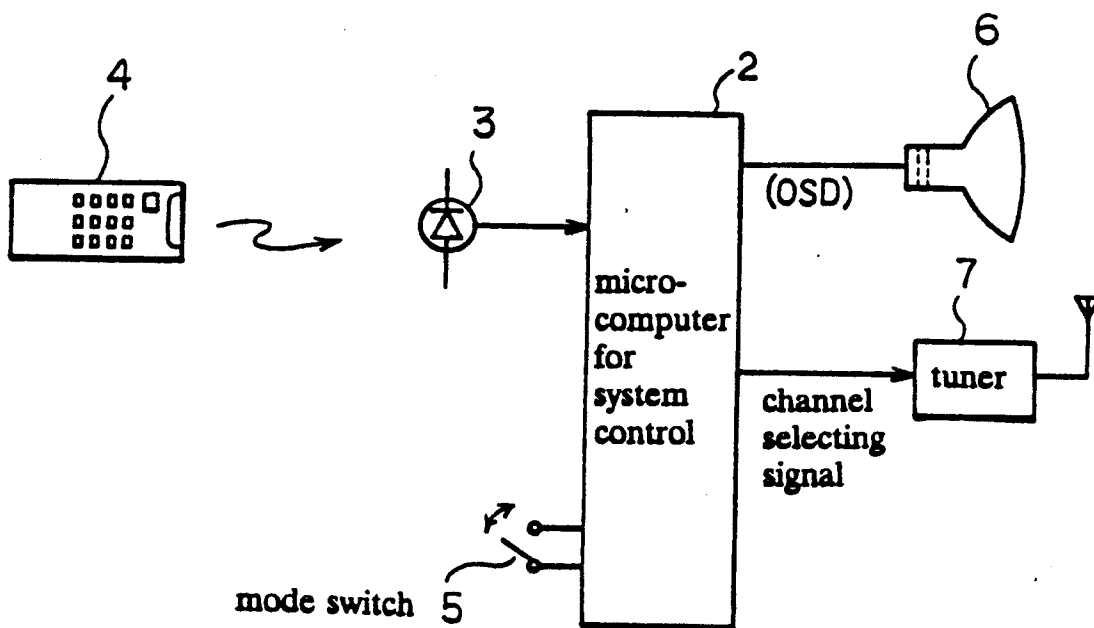 4
3
2
6
(OSD)
micro-
computer
for
system
control
7
tuner
channel
selecting
signal
mode switch 5